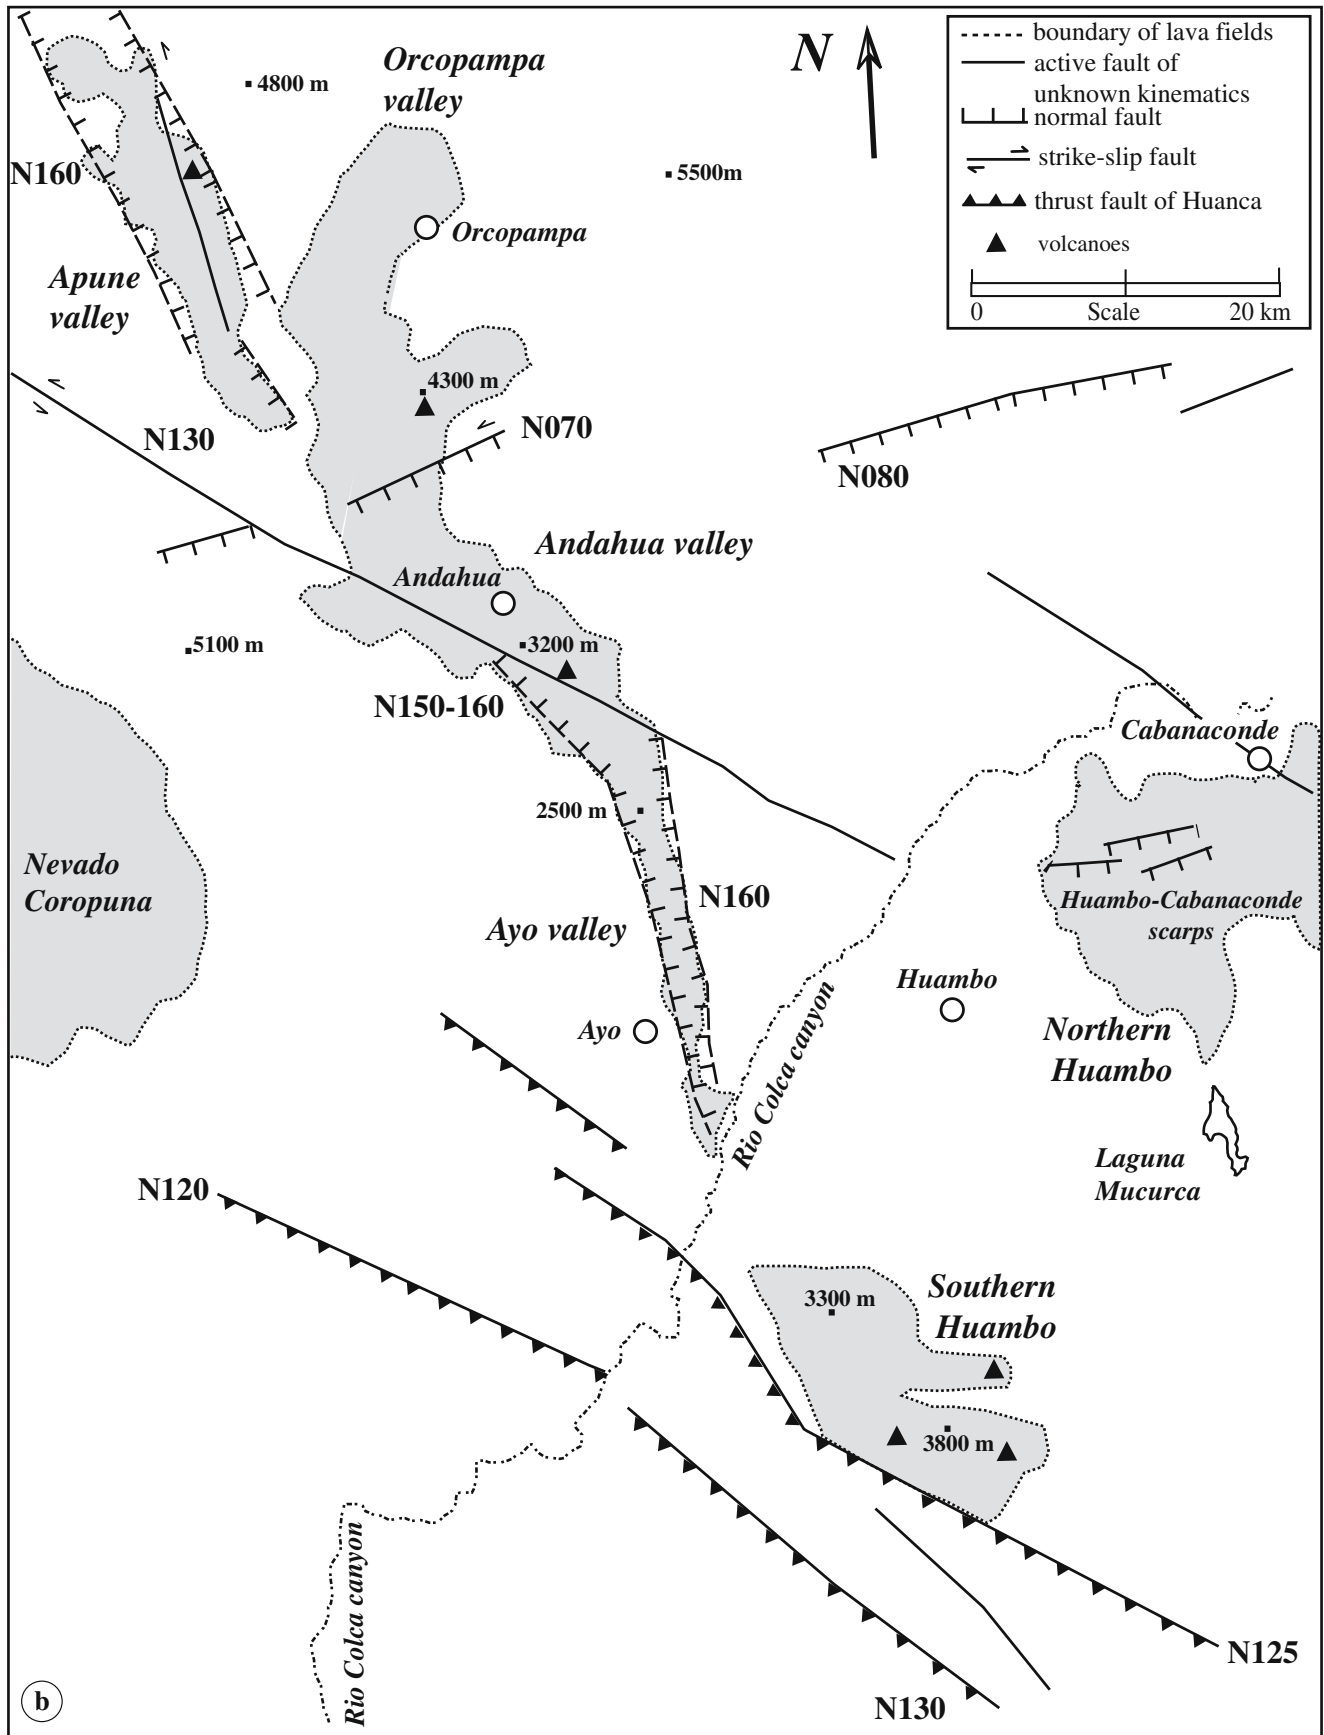 Orcopampa
valley
4800 m
N
boundary of lava fields
active fault of
unknown kinematics
normal fault
strike-slip fault
thrust fault of Huanca
volcanoes
0 Scale 20 km
N160
5500m
Orcopampa
Apune
valley
4300 m
N130
N070
N080
Andahua valley
Andahua
5100 m
3200 m
N150-160
Cabanaconde
2500 m
Nevado
Coropuna
N160
Huambo-Cabanaconde
scarps
Ayo valley
Huambo
Ayo
Rio Colca canyon
Northern
Huambo
Laguna
Mucurca
N120
Southern
Huambo
3300 m
3800 m
Rio Colca canyon
N125
N130
b